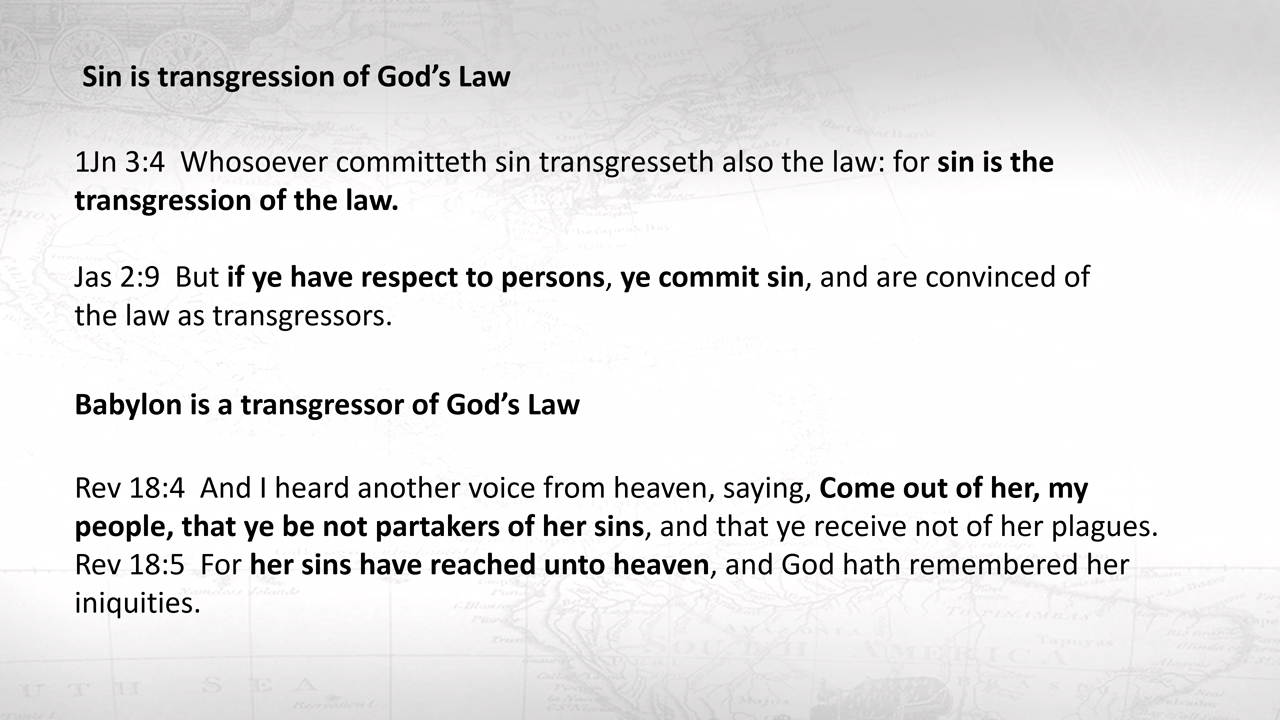 Sin is transgression of God’s Law
1Jn 3:4  Whosoever committeth sin transgresseth also the law: for sin is the
transgression of the law.
Jas 2:9  But if ye have respect to persons, ye commit sin, and are convinced of
the law as transgressors.
Babylon is a transgressor of God’s Law
Rev 18:4  And I heard another voice from heaven, saying, Come out of her, my
people, that ye be not partakers of her sins, and that ye receive not of her plagues.
Rev 18:5  For her sins have reached unto heaven, and God hath remembered her
iniquities.
SOUTH AMERICA
UTH SEA